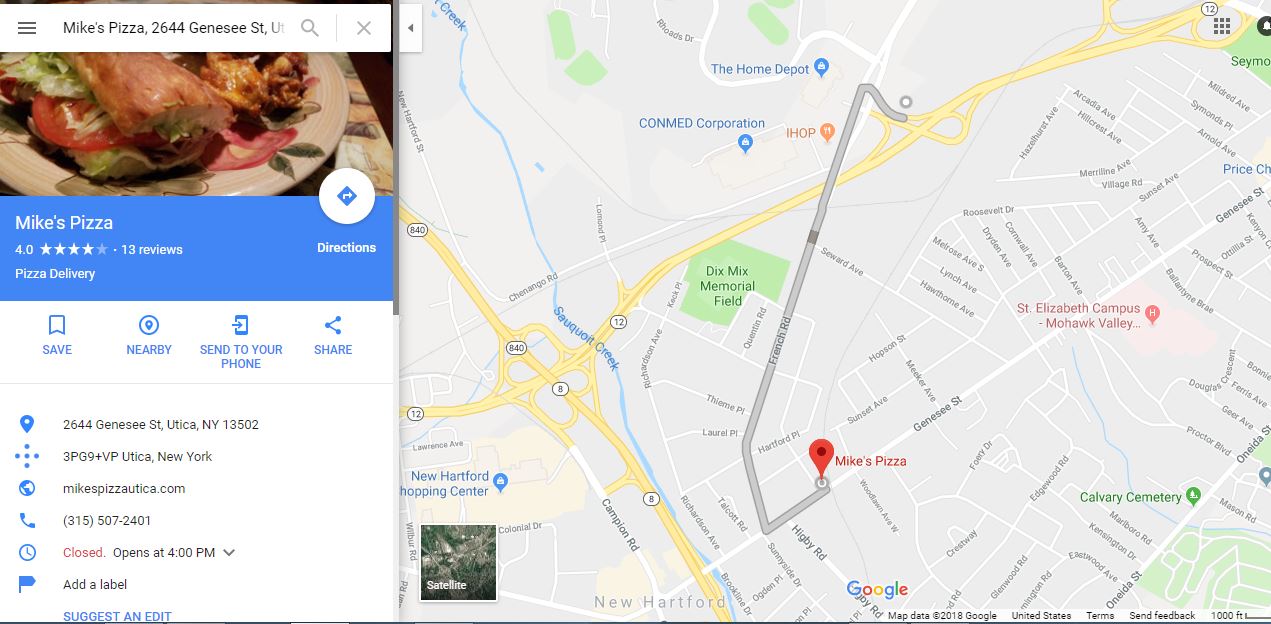 Mike's Pizza, 2644 Genesee St, Ut
Mike's Pizza
4.0 · 13 reviews
Directions
Pizza Delivery
SAVE
NEARBY
SEND TO YOUR
PHONE
SHARE
2644 Genesee St, Utica, NY 13502
3PG9+VP Utica, New York
mikespizzautica.com
(315) 507-2401
Closed. Opens at 4:00 PM
Add a label
SUGGEST AN EDIT
Creek
Rhoads Dr
12
Seymo
The Home Depot
New Hartford St
CONMED Corporation
IHOP
Arcadia Ave
Mildred Ave
Symonds Pl
Hazelhurst Ave
Hillcrest Ave
Arnold Ave
Merriline Ave
Price Ch
Village Rd
Sunset Ave
Genesee St
Lomond Pl
840
Roosevelt Dr
Cornwall Ave
Dryden Ave
Amy Ave
Kenyon C
Ottillia St
Melrose Ave S
Seward Ave
Barton Ave
Prospect St
Lynch Ave
Ballantyne Brae
Dix Mix
Memorial
Field
Chenango Rd
Keck Pl
Hawthorne Ave
Quentin Rd
St. Elizabeth Campus
- Mohawk Valley...
Sauquoit Creek
12
French Rd
840
Richardson Ave
Hopson St
Meeker Ave
Bonnie
Douglas Crescent
Ferris Ave
8
Thieme Pl
Sunset Ave
Genesee St
Geer Ave
12
Laurel Pl
Hartford Pl
Proctor Blvd
Oneida St
Lawrence Ave
Foery Dr
Mike's Pizza
Edgewood Rd
New Hartford
hopping Center
8
Woodlawn Ave W
Calvary Cemetery
Mason Rd
Colonial Dr
Campion Rd
Richardson Ave
Talcott Rd
Marlboro Rd
Wilbur Rd
Higby Rd
Crestway
Kensington Dr
Sunnyside Dr
Eastwood Ave
Satellite
Brookline Dr
Ogden Pl
Glenwood Rd
Oneida St
New Hartford
Google
Higby Rd
Washington Dr
Map data ©2018 Google
United States
Terms
Send feedback
1000 ft